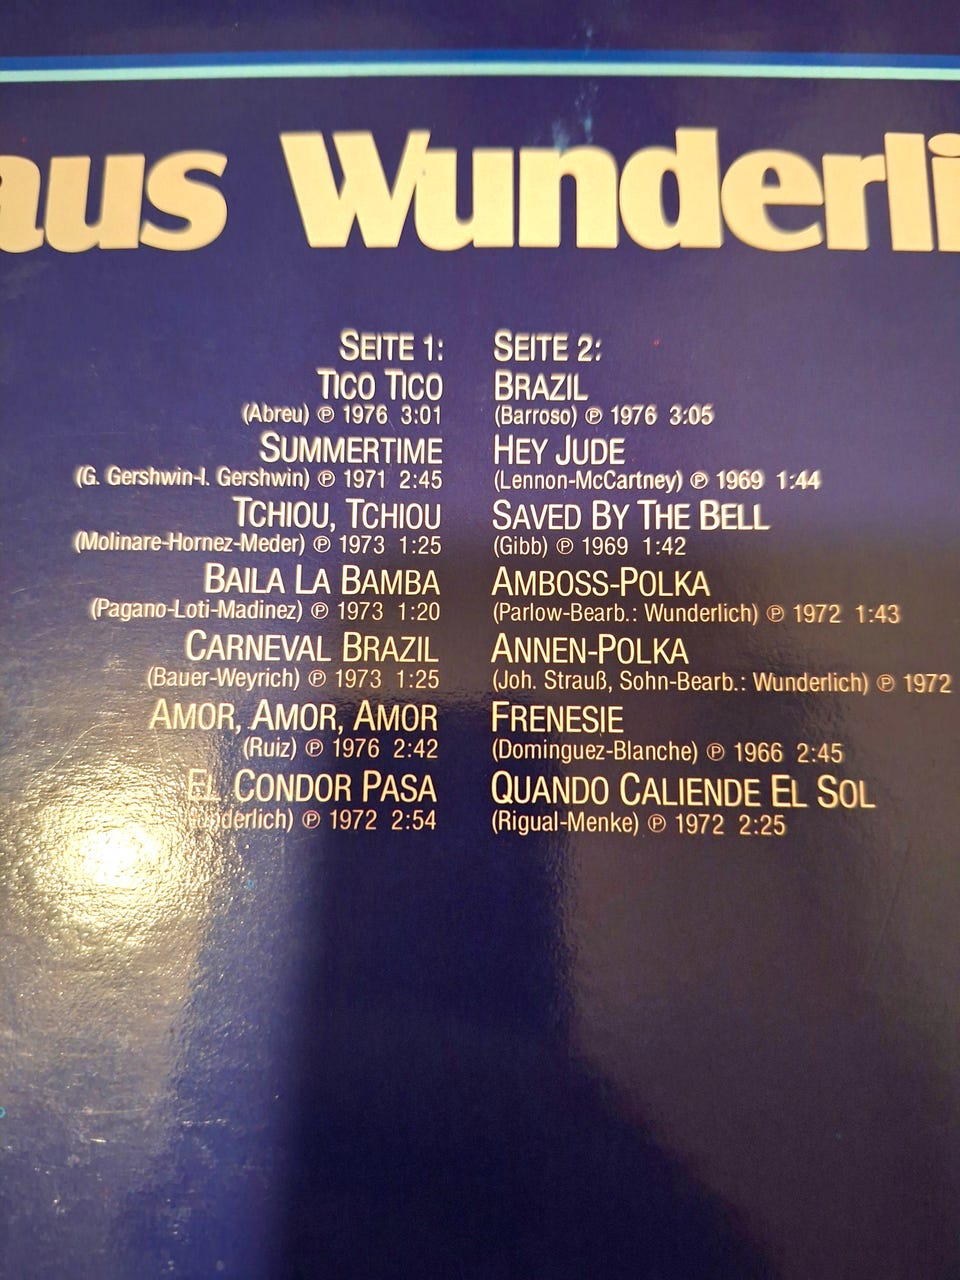 aus Wunderli
SEITE 1:
TICO TICO
(Abreu) ℗ 1976 3:01
SUMMERTIME
(G. Gershwin-I. Gershwin) ℗ 1971 2:45
TCHIOU, TCHIOU
(Molinare-Hornez-Meder) ℗ 1973 1:25
BAILA LA BAMBA
(Pagano-Loti-Madinez) ℗ 1973 1:20
CARNEVAL BRAZIL
(Bauer-Weyrich) ℗ 1973 1:25
AMOR, AMOR, AMOR
(Ruiz) ℗ 1976 2:42
EL CONDOR PASA
underlich) ℗ 1972 2:54
SEITE 2:
BRAZIL
(Barroso) ℗ 1976 3:05
HEY JUDE
(Lennon-McCartney) ℗ 1969 1:44
SAVED BY THE BELL
(Gibb) ℗ 1969 1:42
AMBOSS-POLKA
(Parlow-Bearb.: Wunderlich) ℗ 1972 1:43
ANNEN-POLKA
(Joh. Strauß, Sohn-Bearb.: Wunderlich) ℗ 1972
FRENESIE
(Dominguez-Blanche) ℗ 1966 2:45
QUANDO CALIENDE EL SOL
(Rigual-Menke) ℗ 1972 2:25